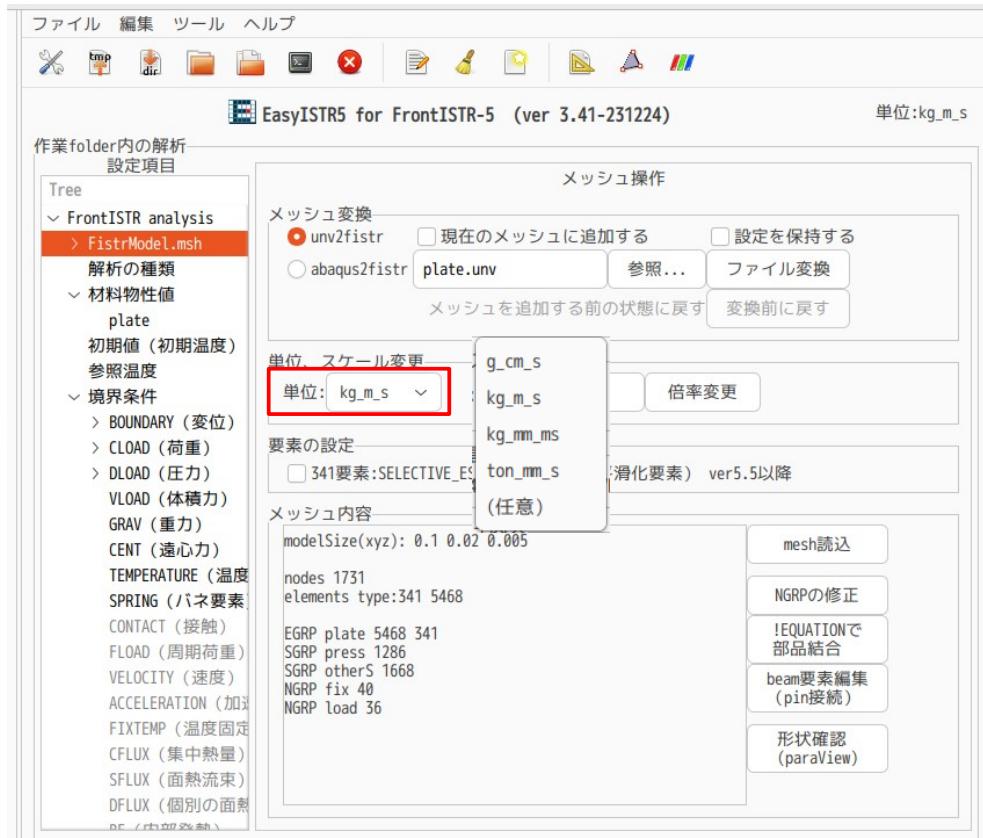 ファイル 編集 ツール ヘルプ
tmp
dir
EasyISTR5 for FrontISTR-5 (ver 3.41-231224)
単位:kg_m_s
作業folder内の解析
設定項目
Tree
FrontISTR analysis
FistrModel.msh
解析の種類
材料物性値
plate
初期値（初期温度）
参照温度
境界条件
BOUNDARY（変位）
CLOAD（荷重）
DLOAD（圧力）
VLOAD（体積力）
GRAV（重力）
CENT（遠心力）
TEMPERATURE（温度
SPRING（バネ要素
CONTACT（接触）
FLOAD（周期荷重）
VELOCITY（速度）
ACCELERATION（加速
FIXTEMP（温度固定
CFLUX（集中熱量）
SFLUX（面熱流束）
DFLUX（個別の面熱
メッシュ操作
メッシュ変換
unv2fistr 現在のメッシュに追加する 設定を保持する
abaqus2fistr plate.unv 参照... ファイル変換
メッシュを追加する前の状態に戻す 変換前に戻す
単位、スケール変更
単位: kg_m_s 倍率変更
g_cm_s
kg_m_s
kg_mm_ms
ton_mm_s
(任意)
要素の設定
341要素:SELECTIVE_ES 滑化要素) ver5.5以降
メッシュ内容
modelSize(xyz): 0.1 0.02 0.005
nodes 1731
elements type:341 5468
EGRP plate 5468 341
SGRP press 1286
SGRP otherS 1668
NGRP fix 40
NGRP load 36
mesh読込
NGRPの修正
!EQUATIONで
部品結合
beam要素編集
(pin接続)
形状確認
(paraView)